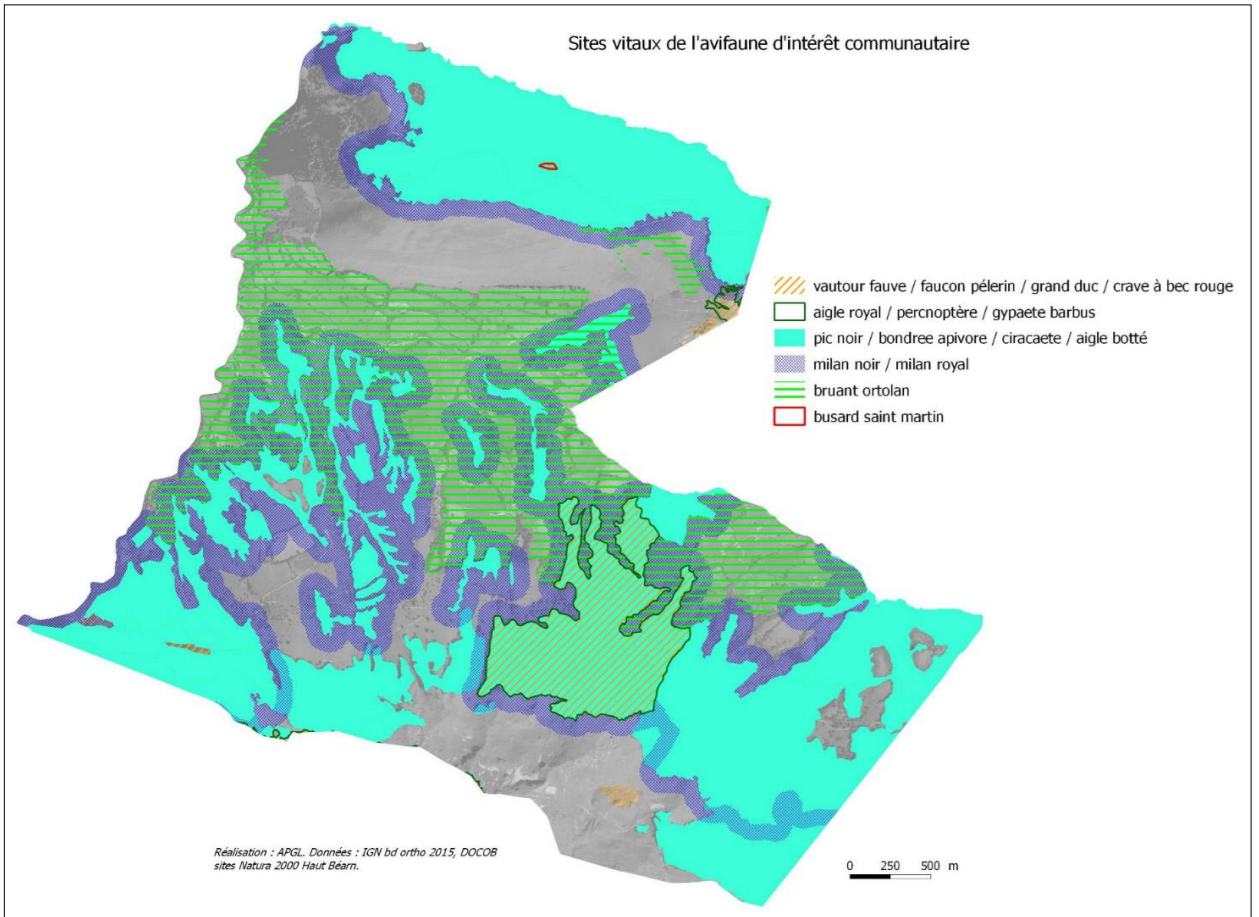 Sites vitaux de l'avifaune d'intérêt communautaire
vautour fauve / faucon pélerin / grand duc / crave à bec rouge
aigle royal / percnoptère / gypaete barbus
pic noir / bondree apivore / ciracaete / aigle botté
milan noir / milan royal
bruant ortolan
busard saint martin
Réalisation : APGL. Données : IGN bd ortho 2015, DOCOB
sites Natura 2000 Haut Béarn.
0 250 500 m